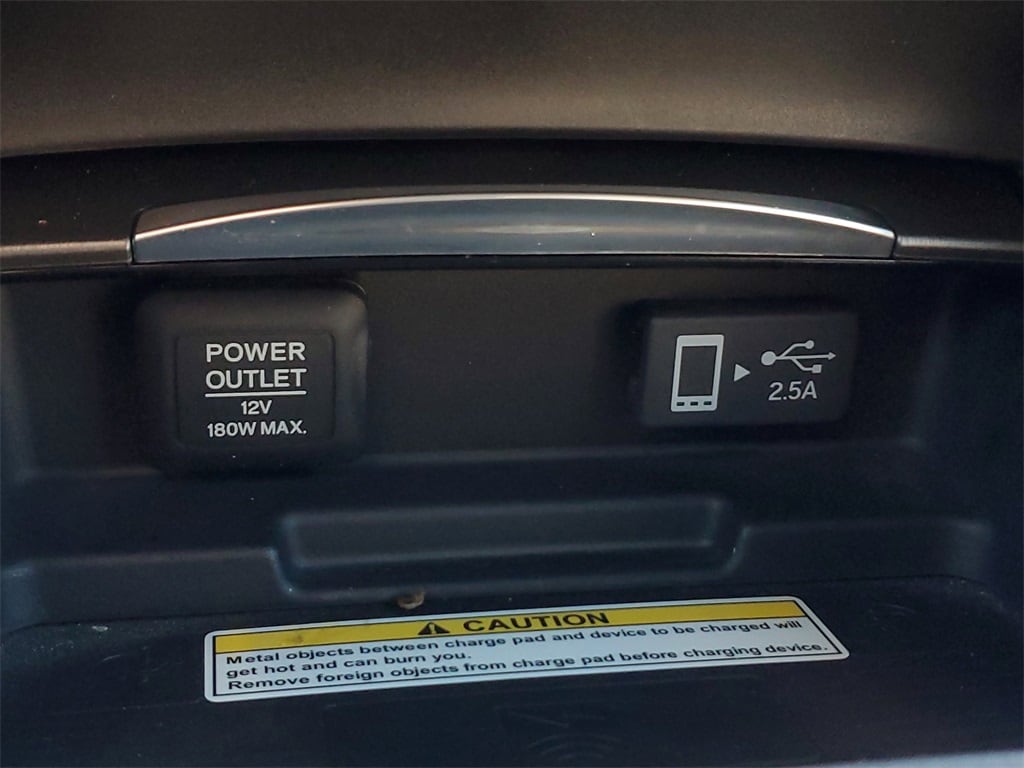 POWER
OUTLET
12V
180W MAX.
2.5A
CAUTION
Metal objects between charge pad and device to be charged will
get hot and can burn you.
Remove foreign objects from charge pad before charging device.